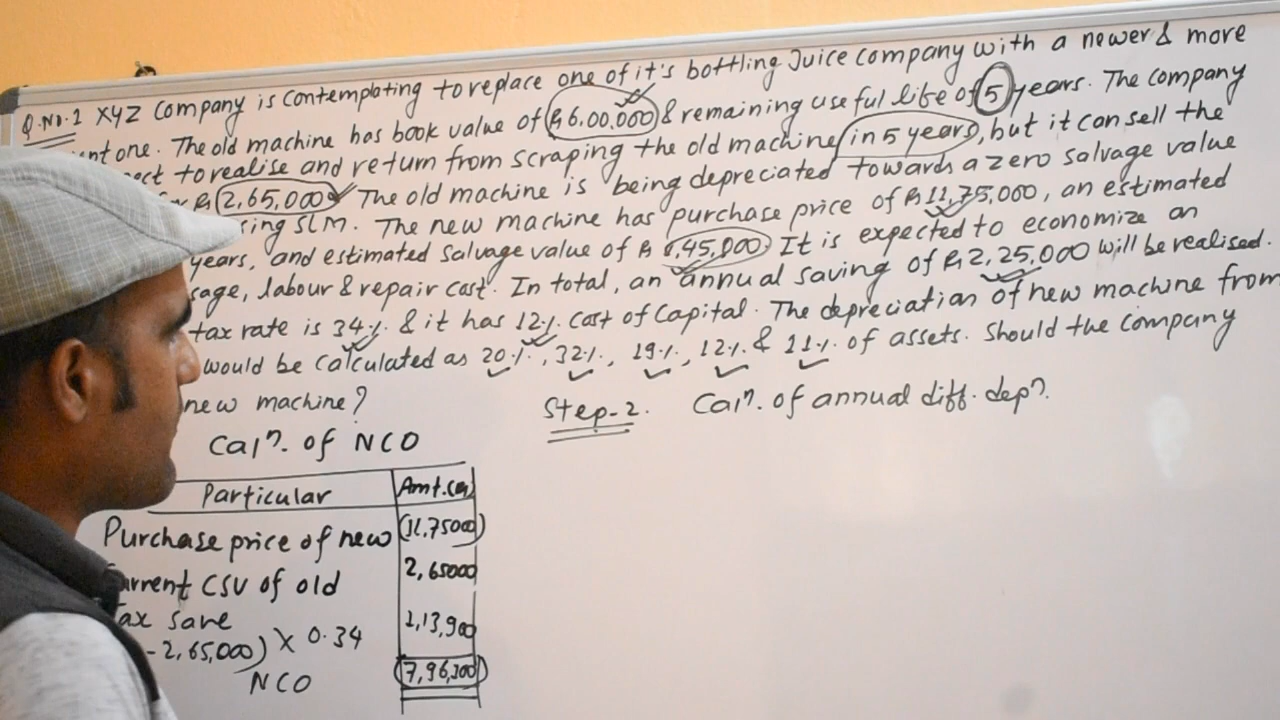 Q.No.1 XYZ Company is Contemplating to replace one of it's bottling Juice company with a newer & more
one. The old machine has book value of Rs 6,00,000 & remaining useful life of 5 years. The company
to realise and return from scraping the old machine in 5 years, but it can sell the
Rs 2,65,000. The old machine is being depreciated towards a zero salvage value
SLM. The new machine has purchase price of Rs 11,75,000, an estimated
years, and estimated salvage value of Rs 1,45,000. It is expected to economize on
labour & repair cost. In total, an annual saving of Rs 2,25,000 will be realised.
tax rate is 34%. & it has 12%. cost of Capital. The depreciation of new machine from
would be calculated as 20%, 32%, 19%, 12% & 11% of assets. Should the company
new machine?
Step-2. Calⁿ. of annual diff. depⁿ.
Calⁿ. of NCO
Particular Amt.(Rs)
Purchase price of new (11,75000)
CSV of old 2,65000
save 1,13,900
- 2,65,000) X 0.34
NCO (7,96,100)